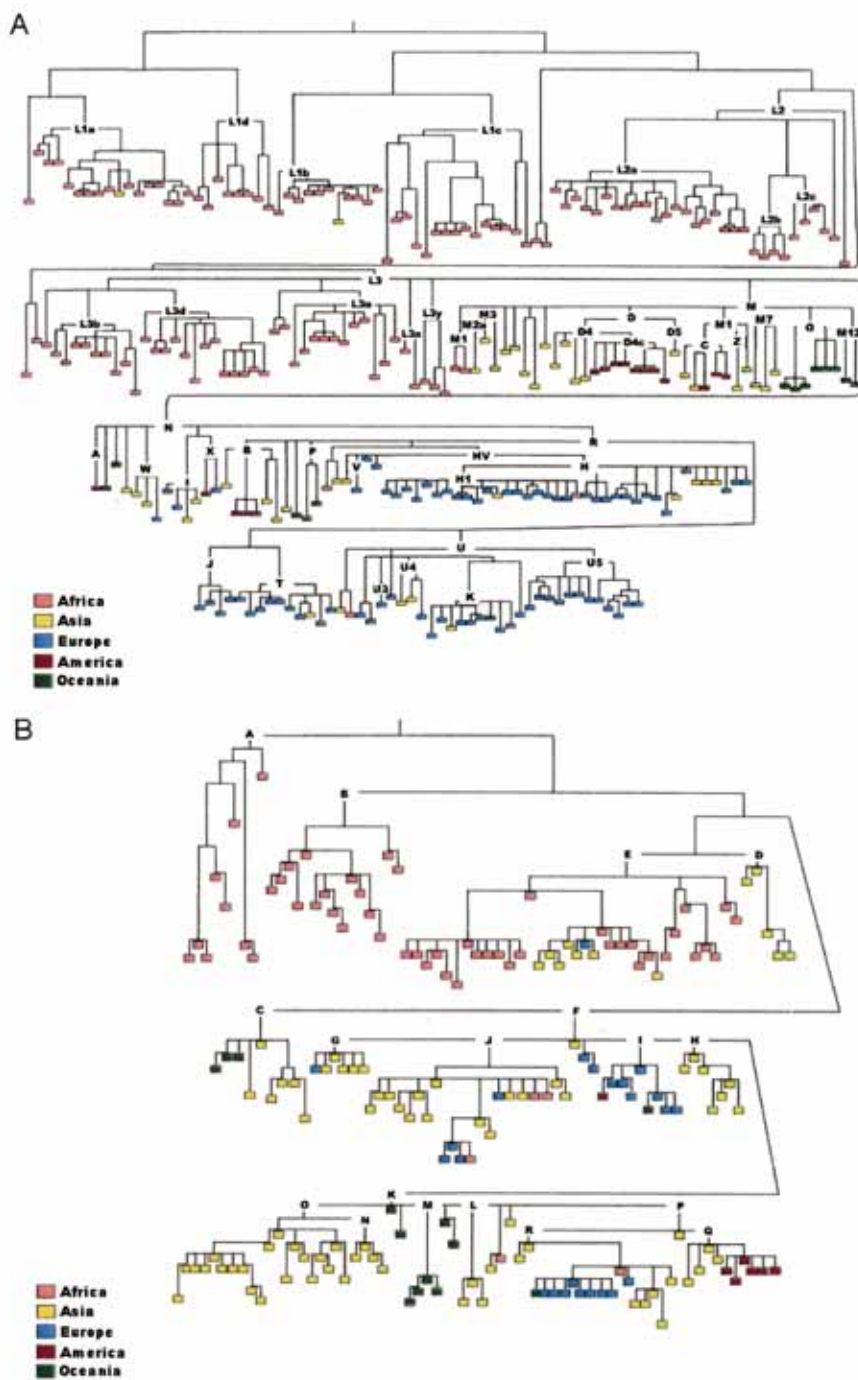 A
L1a
L1d
L1b
L1c
L2
L2a
L2b
L2c
L3
L3b
L3d
L3e
L3x
L3y
M1
M2a
M3
D
D4
D4c
D5
M
M1
C
Z
M7
Q
M12
N
A
W
I
X
B
P
R
HV
V
H
H1
J
T
U
U3
U4
K
U5
Africa
Asia
Europe
America
Oceania
B
A
B
E
D
C
F
G
J
I
H
K
O
M
L
P
N
R
Q
Africa
Asia
Europe
America
Oceania